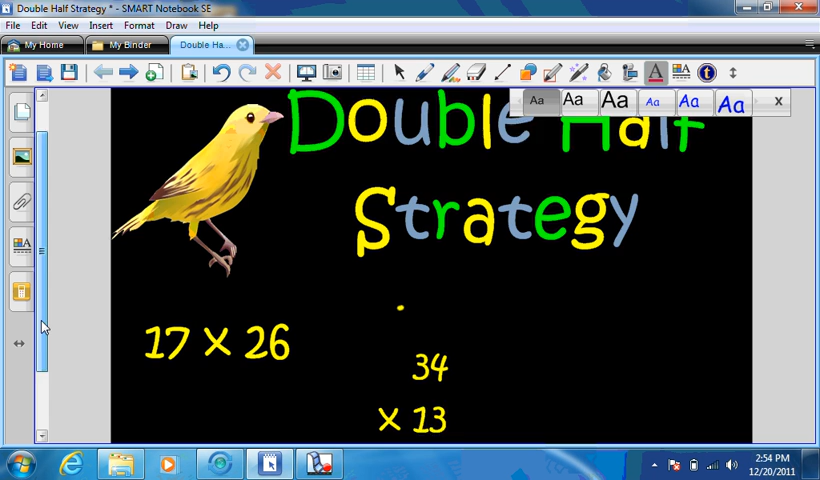 Double Half Strategy * - SMART Notebook SE
File Edit View Insert Format Draw Help
My Home My Binder Double Ha...
Aa Aa Aa Aa Aa Aa x
Double Half
Strategy
17 x 26
34
x 13
2:54 PM
12/20/2011